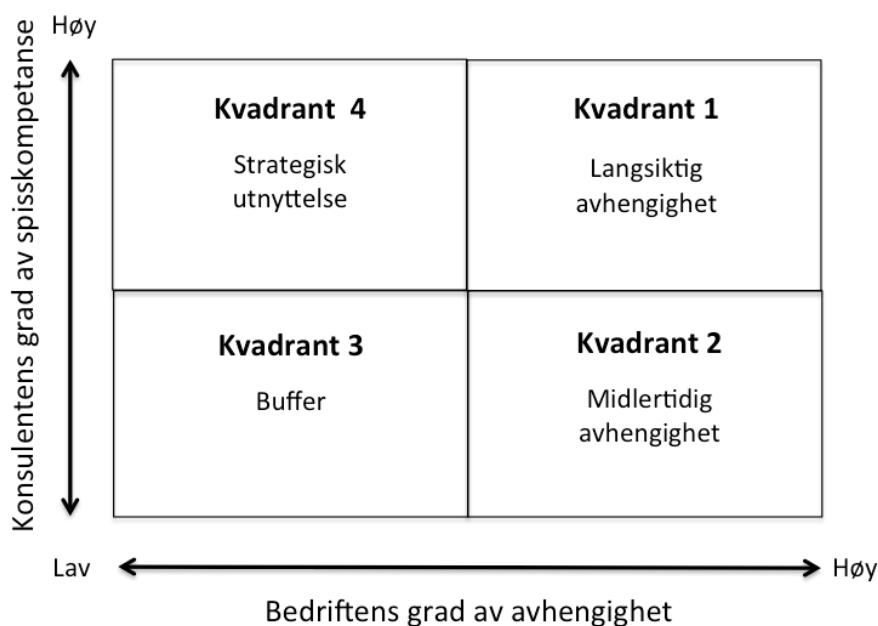 Høy
Konsulentens grad av spisskompetanse
Kvadrant 4
Strategisk
utnyttelse
Kvadrant 1
Langsiktig
avhengighet
Kvadrant 3
Buffer
Kvadrant 2
Midlertidig
avhengighet
Lav
Høy
Bedriftens grad av avhengighet